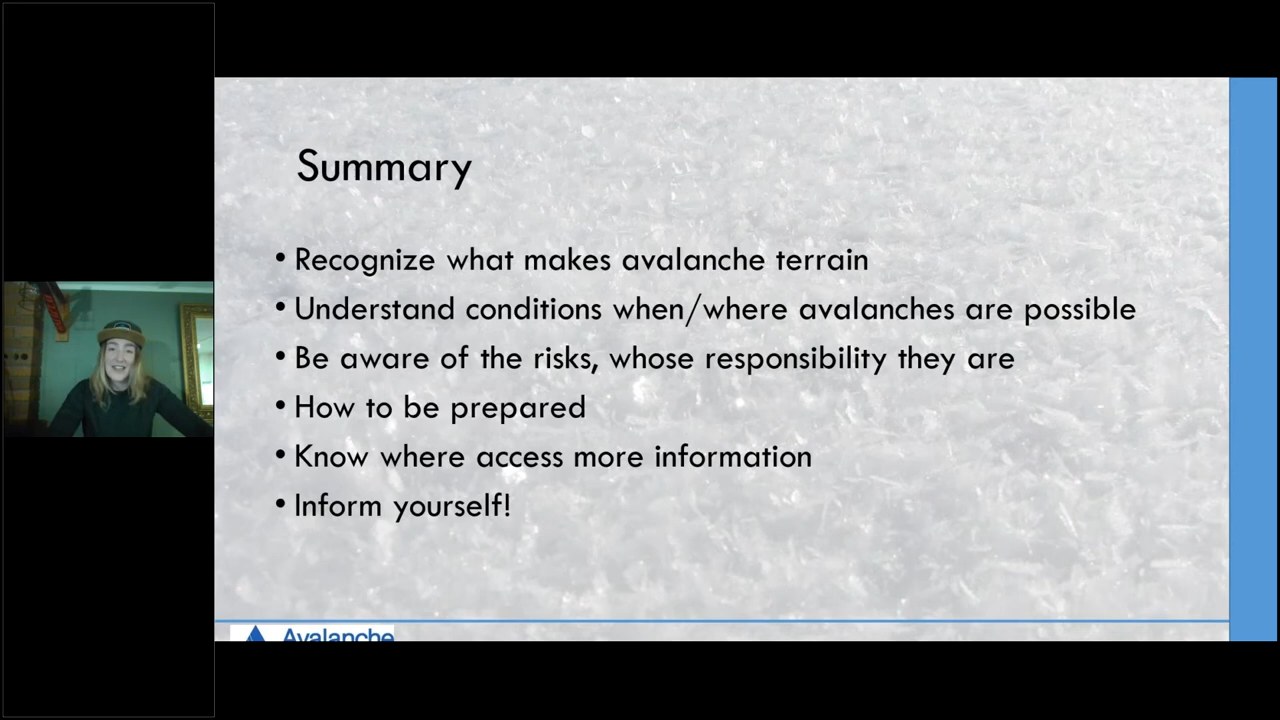 Summary
• Recognize what makes avalanche terrain
• Understand conditions when/where avalanches are possible
• Be aware of the risks, whose responsibility they are
• How to be prepared
• Know where access more information
• Inform yourself!
Avalanche